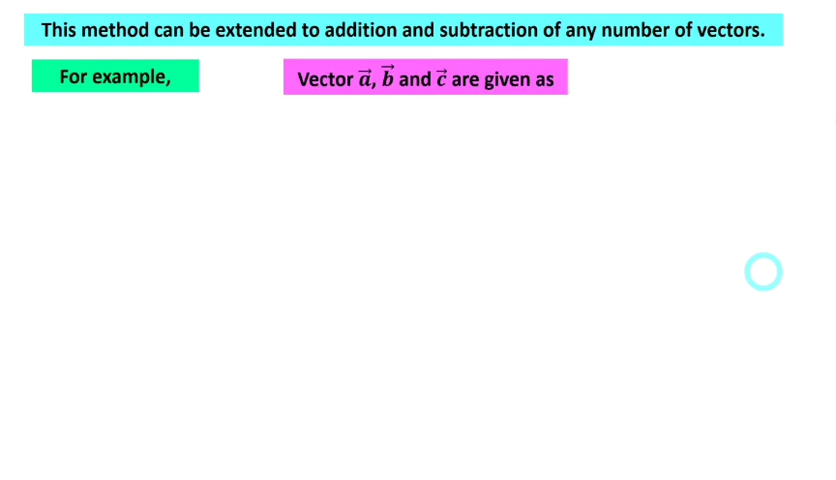 This method can be extended to addition and subtraction of any number of vectors.
For example,
Vector a⃗, b⃗ and c⃗ are given as